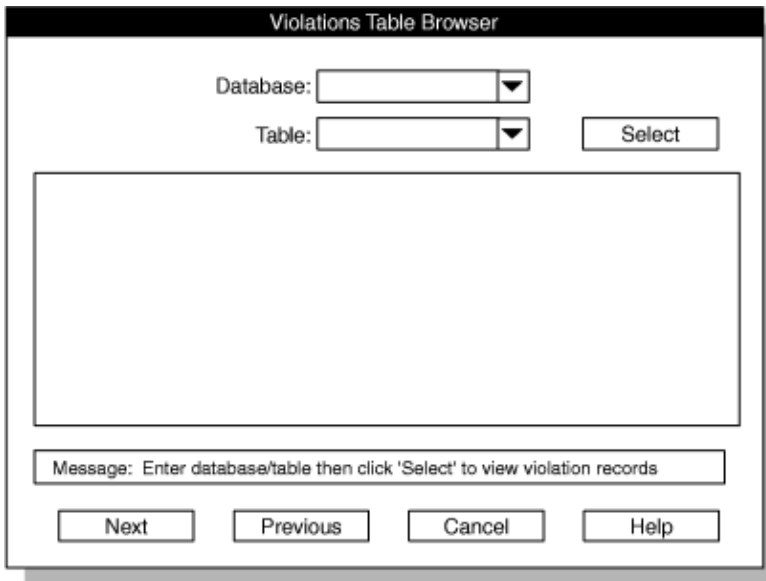 Violations Table Browser
Database:
Table:
Select
Message: Enter database/table then click 'Select' to view violation records
Next Previous Cancel Help